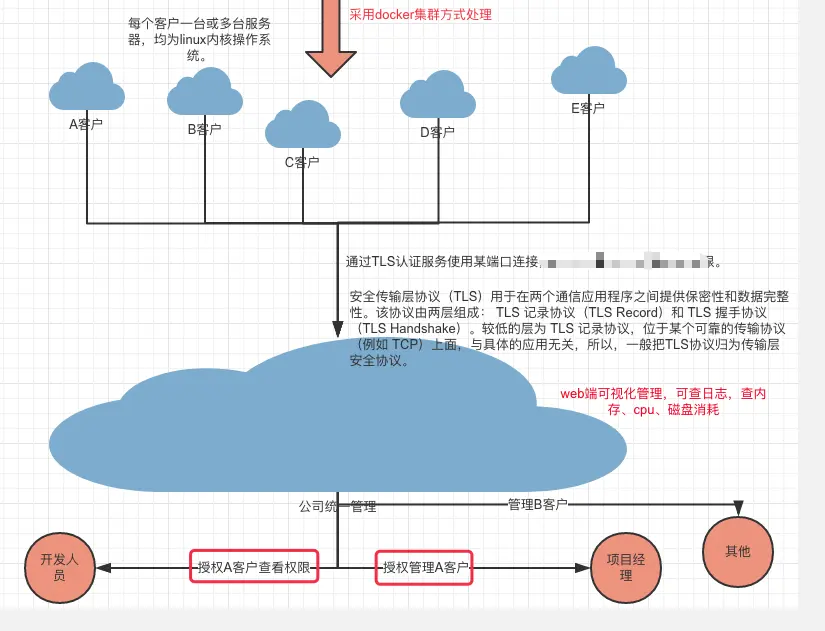 采用docker集群方式处理
每个客户一台或多台服务
器，均为linux内核操作系
统。
A客户
B客户
C客户
D客户
E客户
通过TLS认证服务使用某端口连接，
安全传输层协议（TLS）用于在两个通信应用程序之间提供保密性和数据完整
性。该协议由两层组成： TLS 记录协议（TLS Record）和 TLS 握手协议
（TLS Handshake）。较低的层为 TLS 记录协议，位于某个可靠的传输协议
（例如 TCP）上面，与具体的应用无关，所以，一般把TLS协议归为传输层
安全协议。
web端可视化管理，可查日志，查内
存、cpu、磁盘消耗
公司统一管理
管理B客户
开发人
员
授权A客户查看权限
授权管理A客户
项目经
理
其他